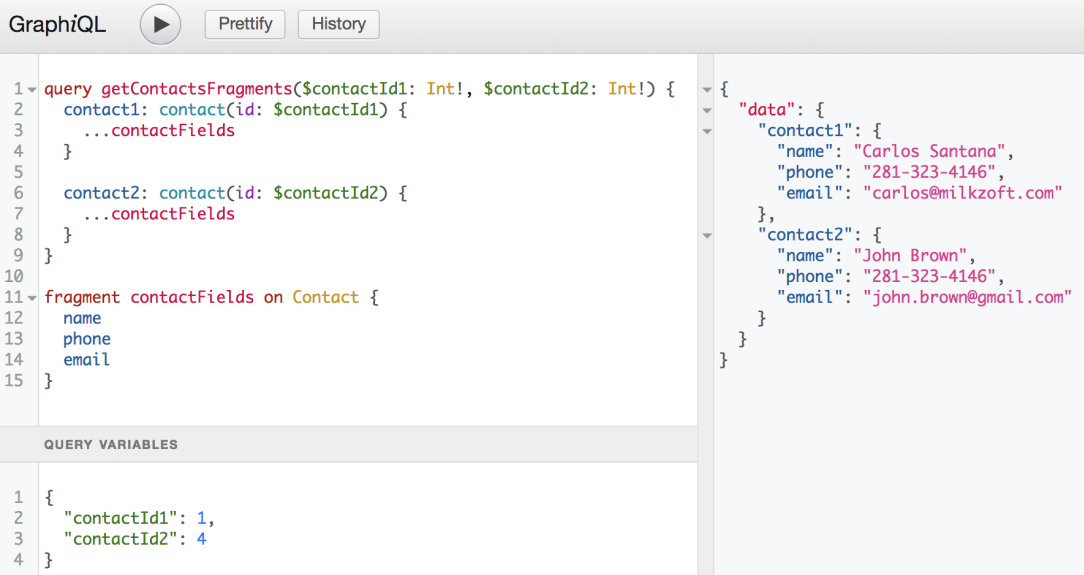 GraphiQL Prettify History
1 query getContactsFragments($contactId1: Int!, $contactId2: Int!) {
2 contact1: contact(id: $contactId1) {
3 ...contactFields
4 }
5
6 contact2: contact(id: $contactId2) {
7 ...contactFields
8 }
9 }
10
11 fragment contactFields on Contact {
12 name
13 phone
14 email
15 }
QUERY VARIABLES
1 {
2 "contactId1": 1,
3 "contactId2": 4
4 }
{
"data": {
"contact1": {
"name": "Carlos Santana",
"phone": "281-323-4146",
"email": "carlos@milkzoft.com"
},
"contact2": {
"name": "John Brown",
"phone": "281-323-4146",
"email": "john.brown@gmail.com"
}
}
}